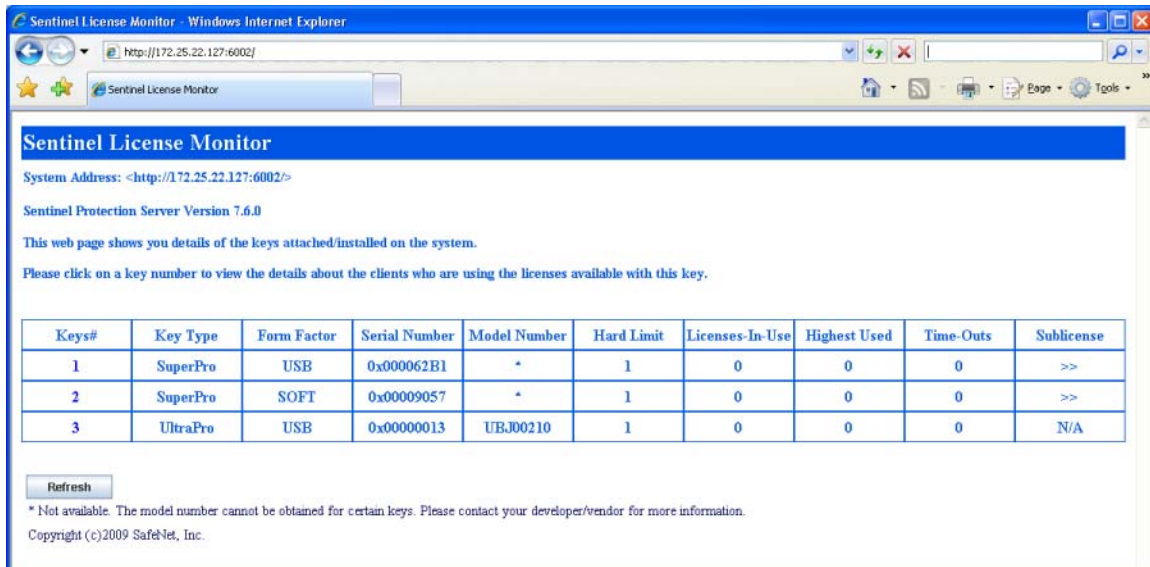 Sentinel License Monitor - Windows Internet Explorer
http://172.25.22.127:6002/
Sentinel License Monitor
Page
Tools
Sentinel License Monitor
System Address: <http://172.25.22.127:6002/>
Sentinel Protection Server Version 7.6.0
This web page shows you details of the keys attached/installed on the system.
Please click on a key number to view the details about the clients who are using the licenses available with this key.
Keys# Key Type Form Factor Serial Number Model Number Hard Limit Licenses-In-Use Highest Used Time-Outs Sublicense
1 SuperPro USB 0x000062B1 * 1 0 0 0 >>
2 SuperPro SOFT 0x00009057 * 1 0 0 0 >>
3 UltraPro USB 0x00000013 UBJ00210 1 0 0 0 N/A
Refresh
* Not available. The model number cannot be obtained for certain keys. Please contact your developer/vendor for more information.
Copyright (c)2009 SafeNet, Inc.